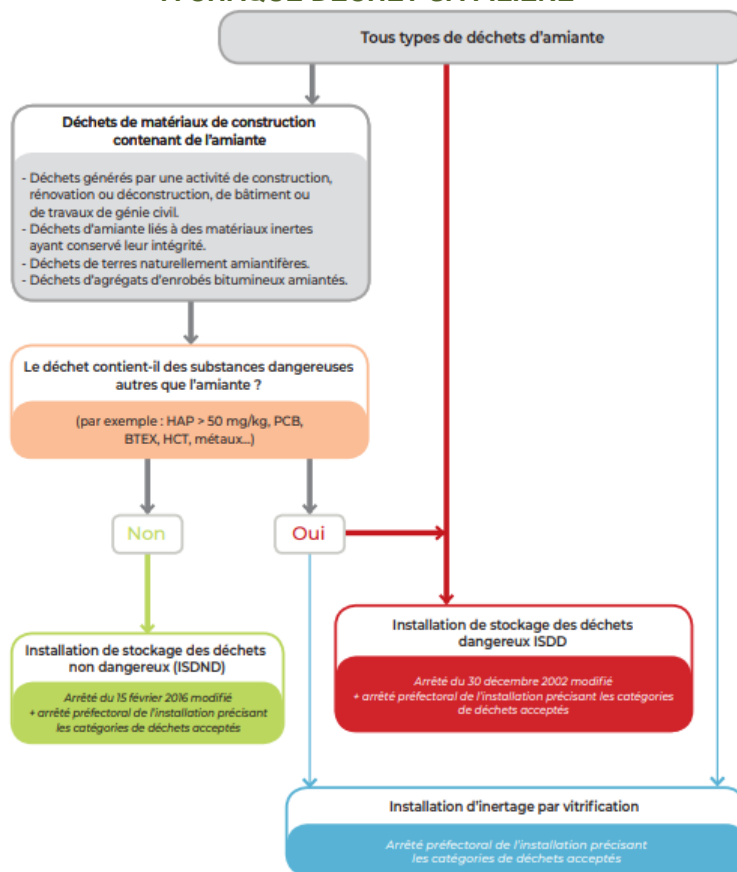 Tous types de déchets d'amiante
Déchets de matériaux de construction
contenant de l'amiante
- Déchets générés par une activité de construction,
rénovation ou déconstruction, de bâtiment ou
de travaux de génie civil.
- Déchets d'amiante liés à des matériaux inertes
ayant conservé leur intégrité.
- Déchets de terres naturellement amiantifères.
- Déchets d'agrégats d'enrobés bitumineux amiantés.
Le déchet contient-il des substances dangereuses
autres que l'amiante ?
(par exemple : HAP > 50 mg/kg, PCB,
BTEX, HCT, métaux...)
Non
Oui
Installation de stockage des déchets
non dangereux (ISDND)
Arrêté du 15 février 2016 modifié
+ arrêté préfectoral de l'installation précisant
les catégories de déchets acceptés
Installation de stockage des déchets
dangereux ISDD
Arrêté du 30 décembre 2002 modifié
+ arrêté préfectoral de l'installation précisant les catégories
de déchets acceptés
Installation d'inertage par vitrification
Arrêté préfectoral de l'installation précisant
les catégories de déchets acceptés